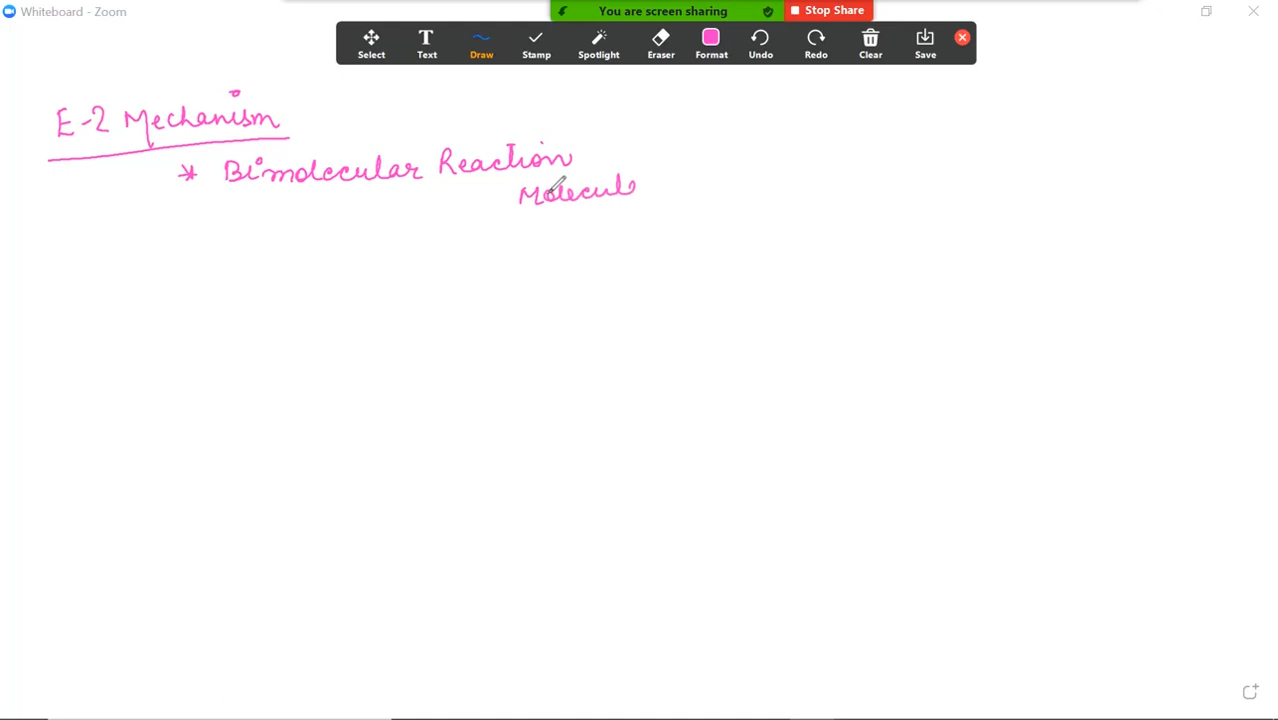 Whiteboard - Zoom
You are screen sharing
Stop Share
Select Text Draw Stamp Spotlight Eraser Format Undo Redo Clear Save
E-2 Mechanism
* Bimolecular Reaction
Molecule